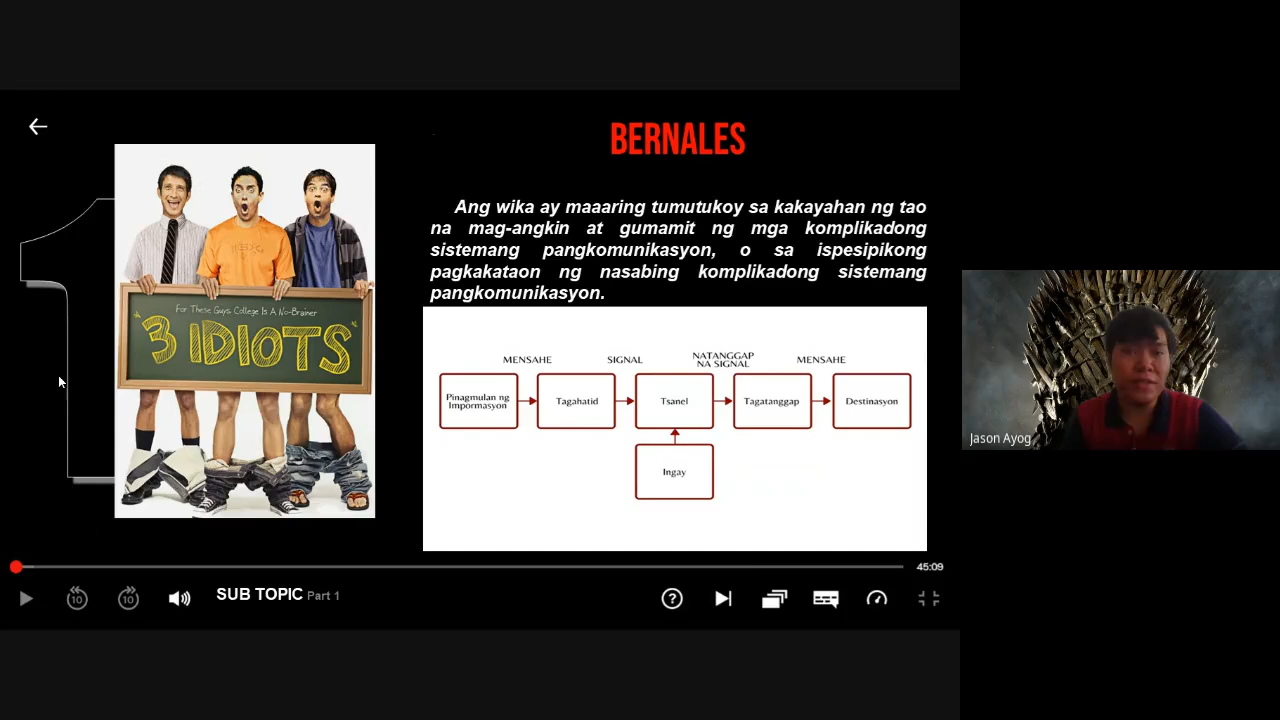 BERNALES
Ang wika ay maaaring tumutukoy sa kakayahan ng tao
na mag-angkin at gumamit ng mga komplikadong
sistemang pangkomunikasyon, o sa ispesipikong
pagkakataon ng nasabing komplikadong sistemang
pangkomunikasyon.
For These Guys, College Is A No-Brainer
"3 IDIOTS"
MENSAHE
SIGNAL
NATANGGAP
NA SIGNAL
MENSAHE
Pinagmulan ng
Impormasyon
Tagahatid
Tsanel
Tagatanggap
Destinasyon
Ingay
Jason Ayog
45:09
10
10
SUB TOPIC Part 1
?
1